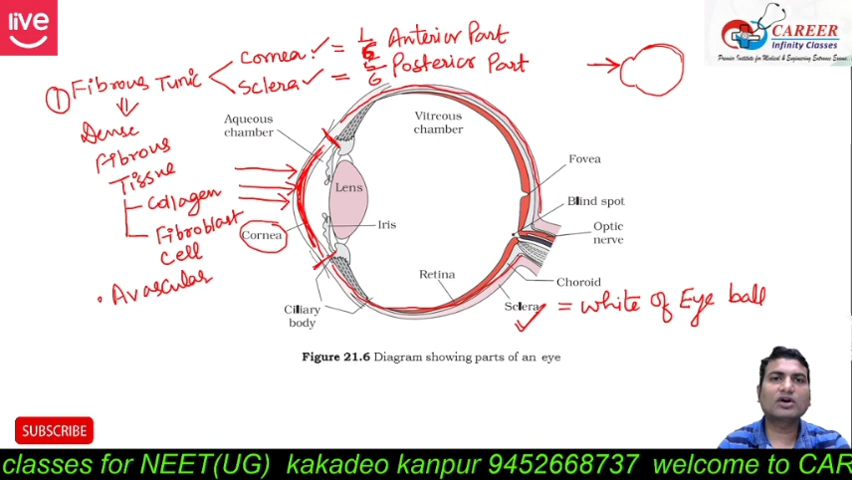 live
CAREER
Infinity Classes
Premier Institute for Medical & Engineering Entrance Exams
① Fibrous Tunic
Cornea ✓ = 1/6 Anterior Part
Sclera ✓ = 5/6 Posterior Part
Dense
Fibrous
Tissue
Collagen
Fibroblast
Cell
• Avascular
Aqueous
chamber
Vitreous
chamber
Fovea
Blind spot
Optic
nerve
Lens
Cornea
Iris
Retina
Choroid
Sclera ✓ = white of Eye ball
Ciliary
body
Figure 21.6 Diagram showing parts of an eye
SUBSCRIBE
classes for NEET(UG) kakadeo kanpur 9452668737 welcome to CAR